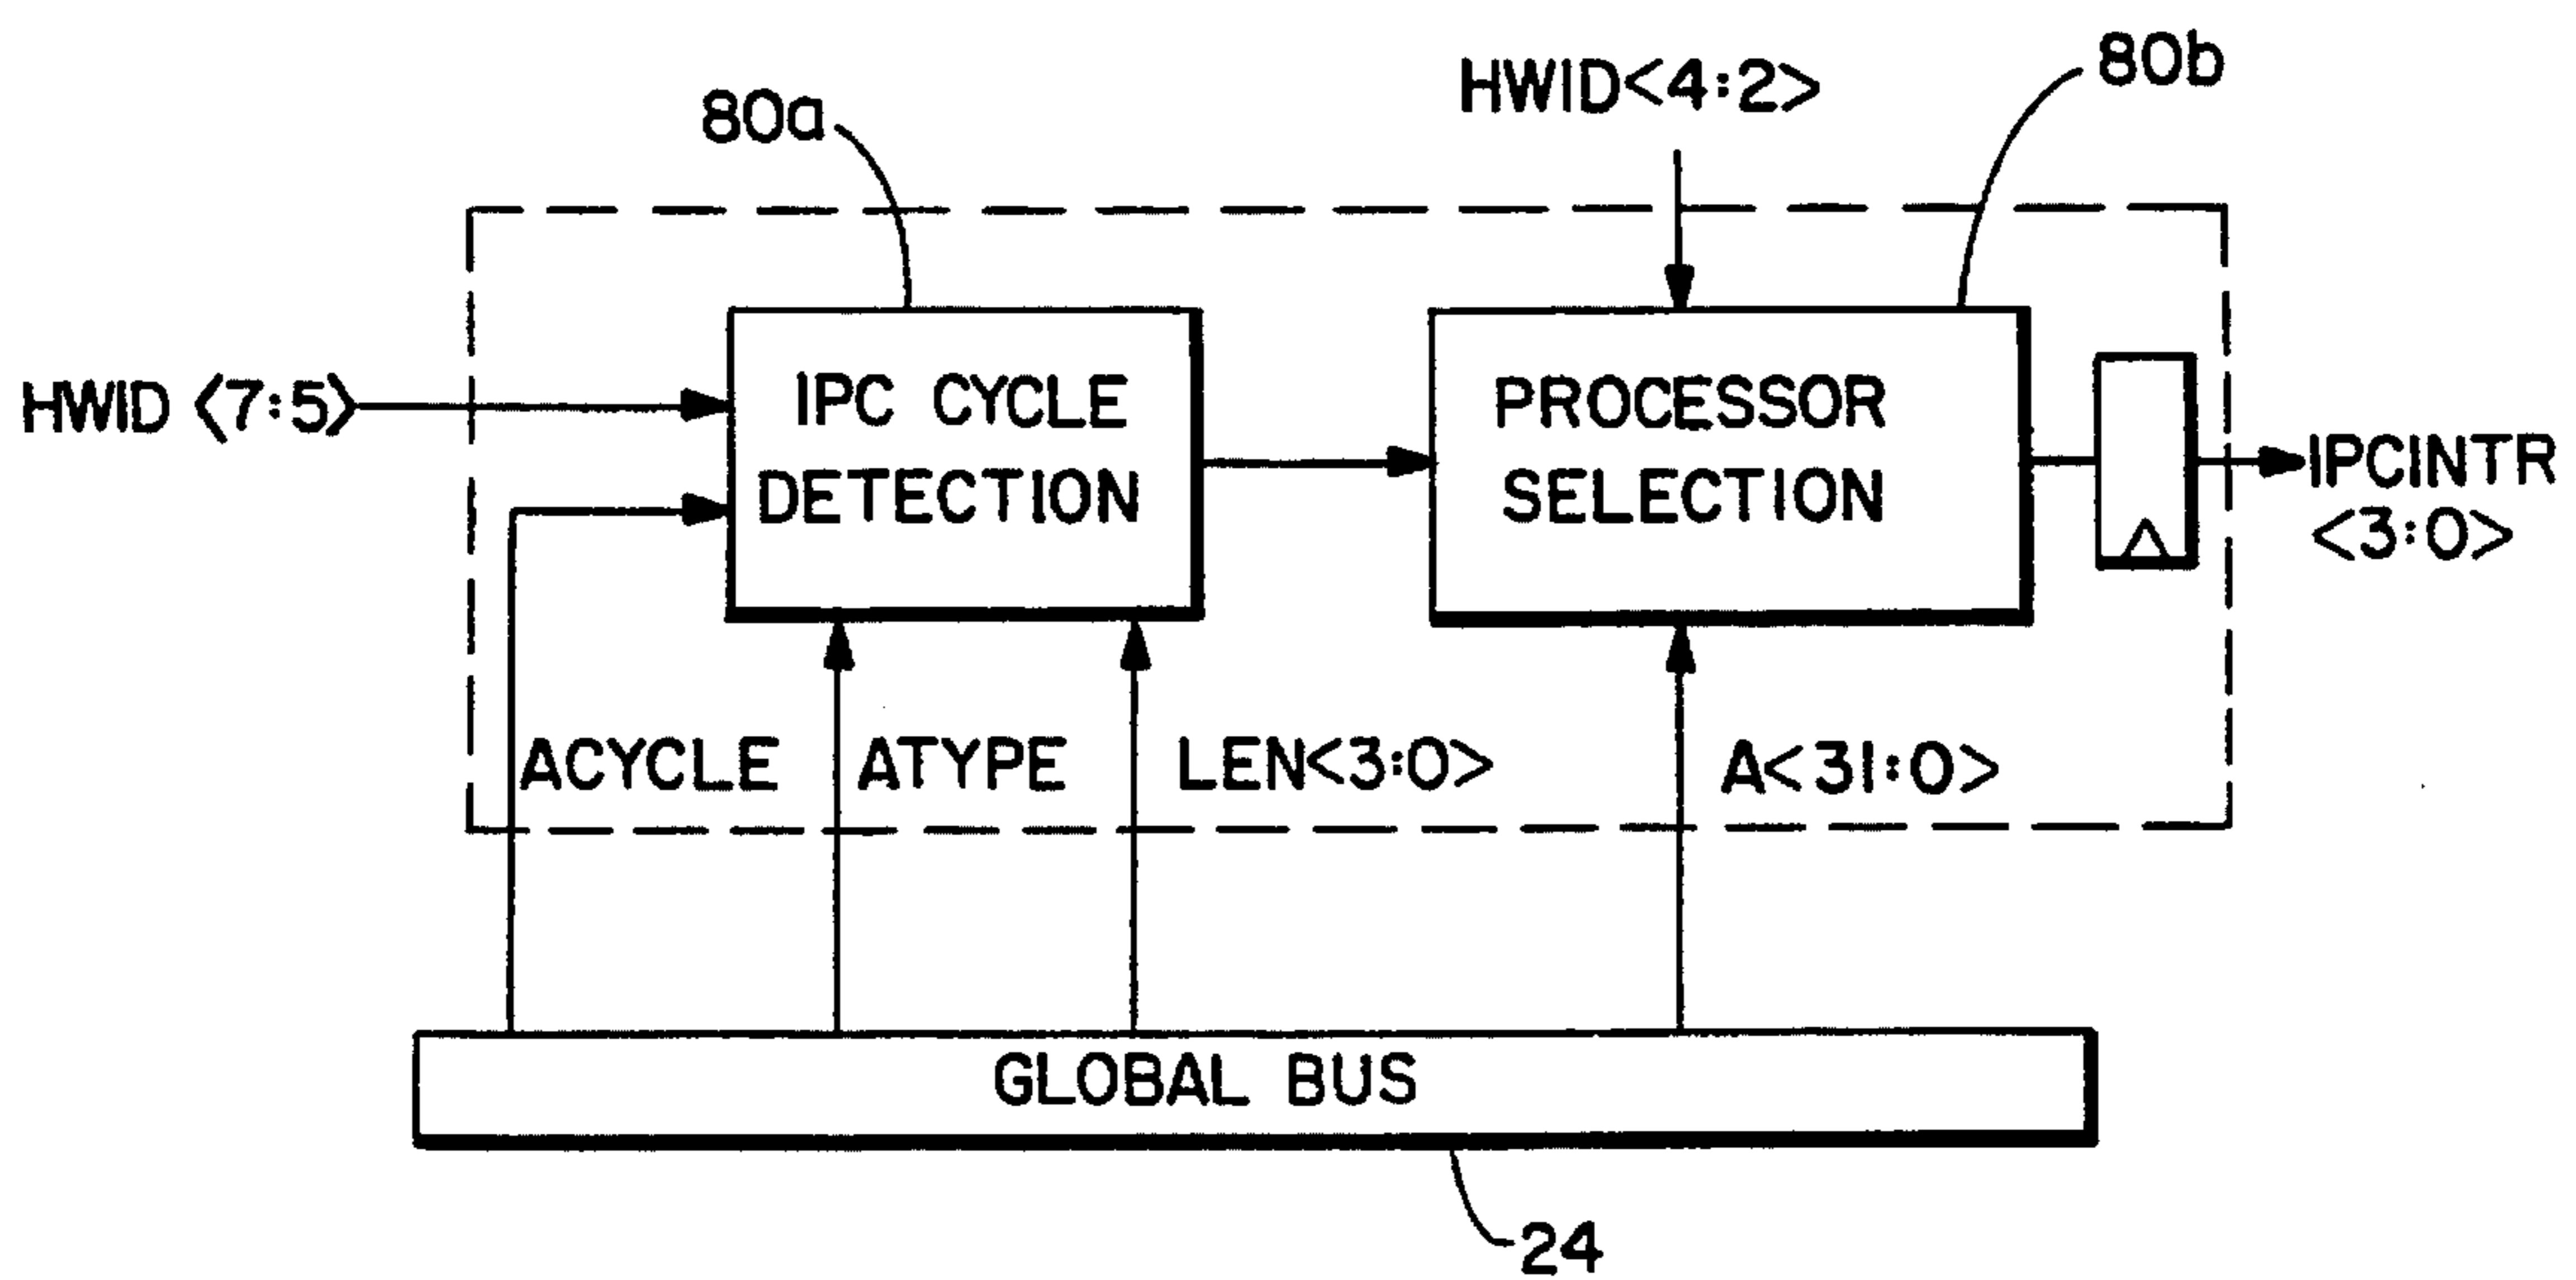 80a
HWID<4:2>
80b
HWID <7:5>
IPC CYCLE
DETECTION
PROCESSOR
SELECTION
IPCINTR
<3:0>
ACYCLE
ATYPE
LEN<3:0>
A<31:0>
GLOBAL BUS
24